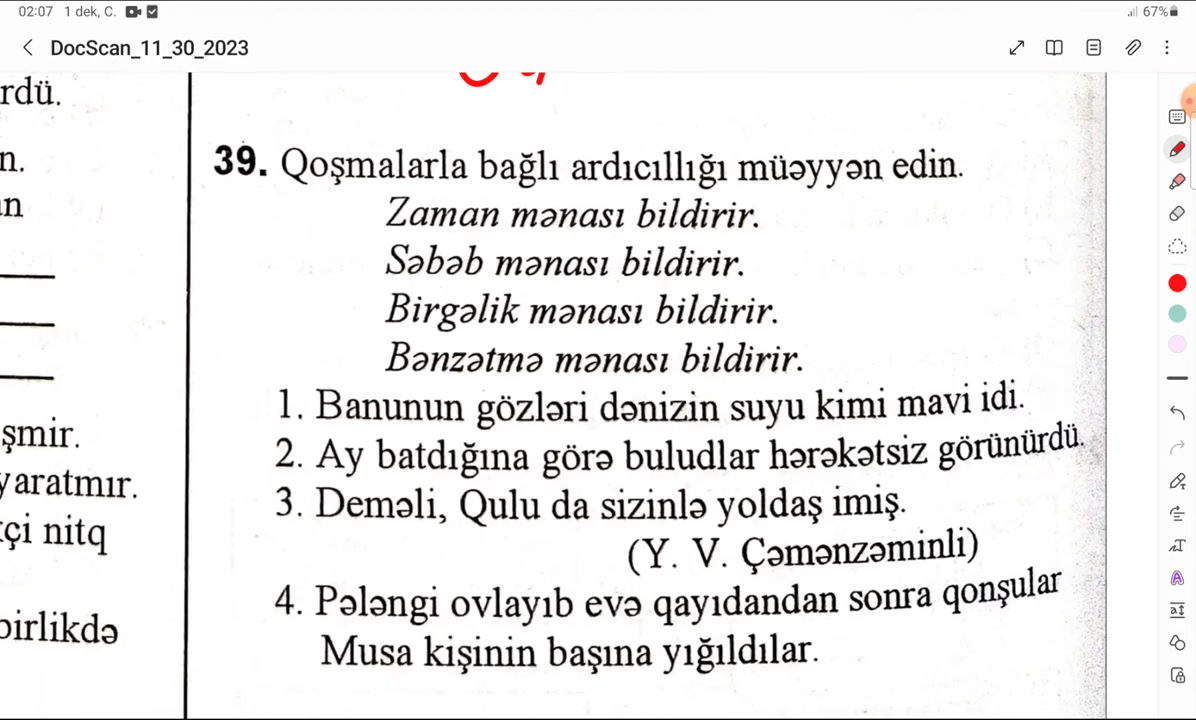 02:07 1 dek, C.
67%
DocScan_11_30_2023
rdü.
n.
şmir.
yaratmır.
çi nitq
birlikdə
39. Qoşmalarla bağlı ardıcıllığı müəyyən edin.
Zaman mənası bildirir.
Səbəb mənası bildirir.
Birgəlik mənası bildirir.
Bənzətmə mənası bildirir.
1. Banunun gözləri dənizin suyu kimi mavi idi.
2. Ay batdığına görə buludlar hərəkətsiz görünürdü.
3. Deməli, Qulu da sizinlə yoldaş imiş.
(Y. V. Çəmənzəminli)
4. Pələngi ovlayıb evə qayıdandan sonra qonşular
Musa kişinin başına yığıldılar.